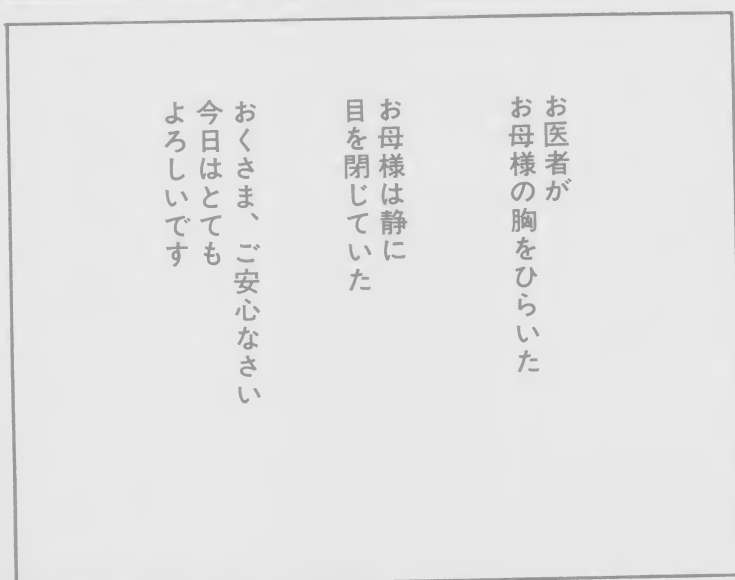 お医者が
お母様の胸をひらいた
お母様は静に
目を閉じていた
おくさま、ご安心なさい
今日はとても
よろしいです